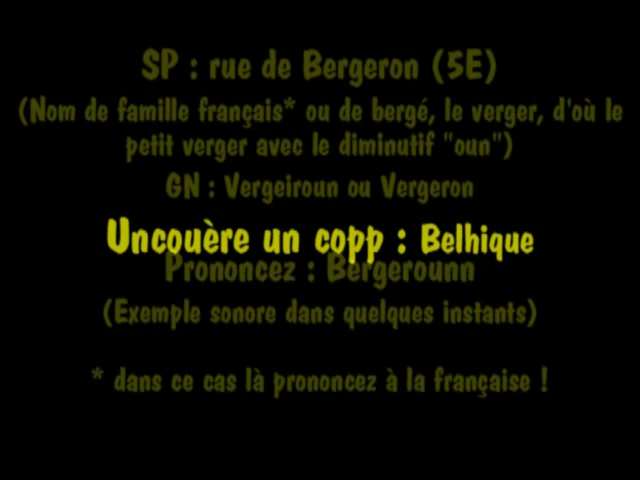 SP : rue de Bergeron (5E)
(Nom de famille français* ou de bergé, le verger, d'où le
petit verger avec le diminutif "oun")
GN : Vergeiroun ou Vergeron
Uncouère un copp : Belhique
Prononcez : Bergerounn
(Exemple sonore dans quelques instants)
* dans ce cas là prononcez à la française !